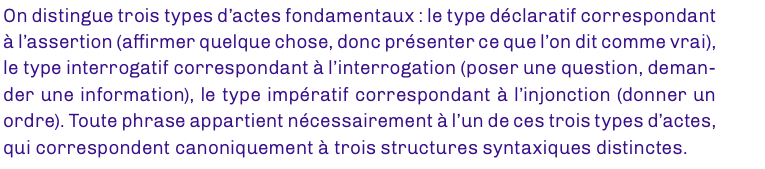 On distingue trois types d’actes fondamentaux : le type déclaratif correspondant
à l’assertion (affirmer quelque chose, donc présenter ce que l’on dit comme vrai),
le type interrogatif correspondant à l’interrogation (poser une question, deman-
der une information), le type impératif correspondant à l’injonction (donner un
ordre). Toute phrase appartient nécessairement à l’un de ces trois types d’actes,
qui correspondent canoniquement à trois structures syntaxiques distinctes.